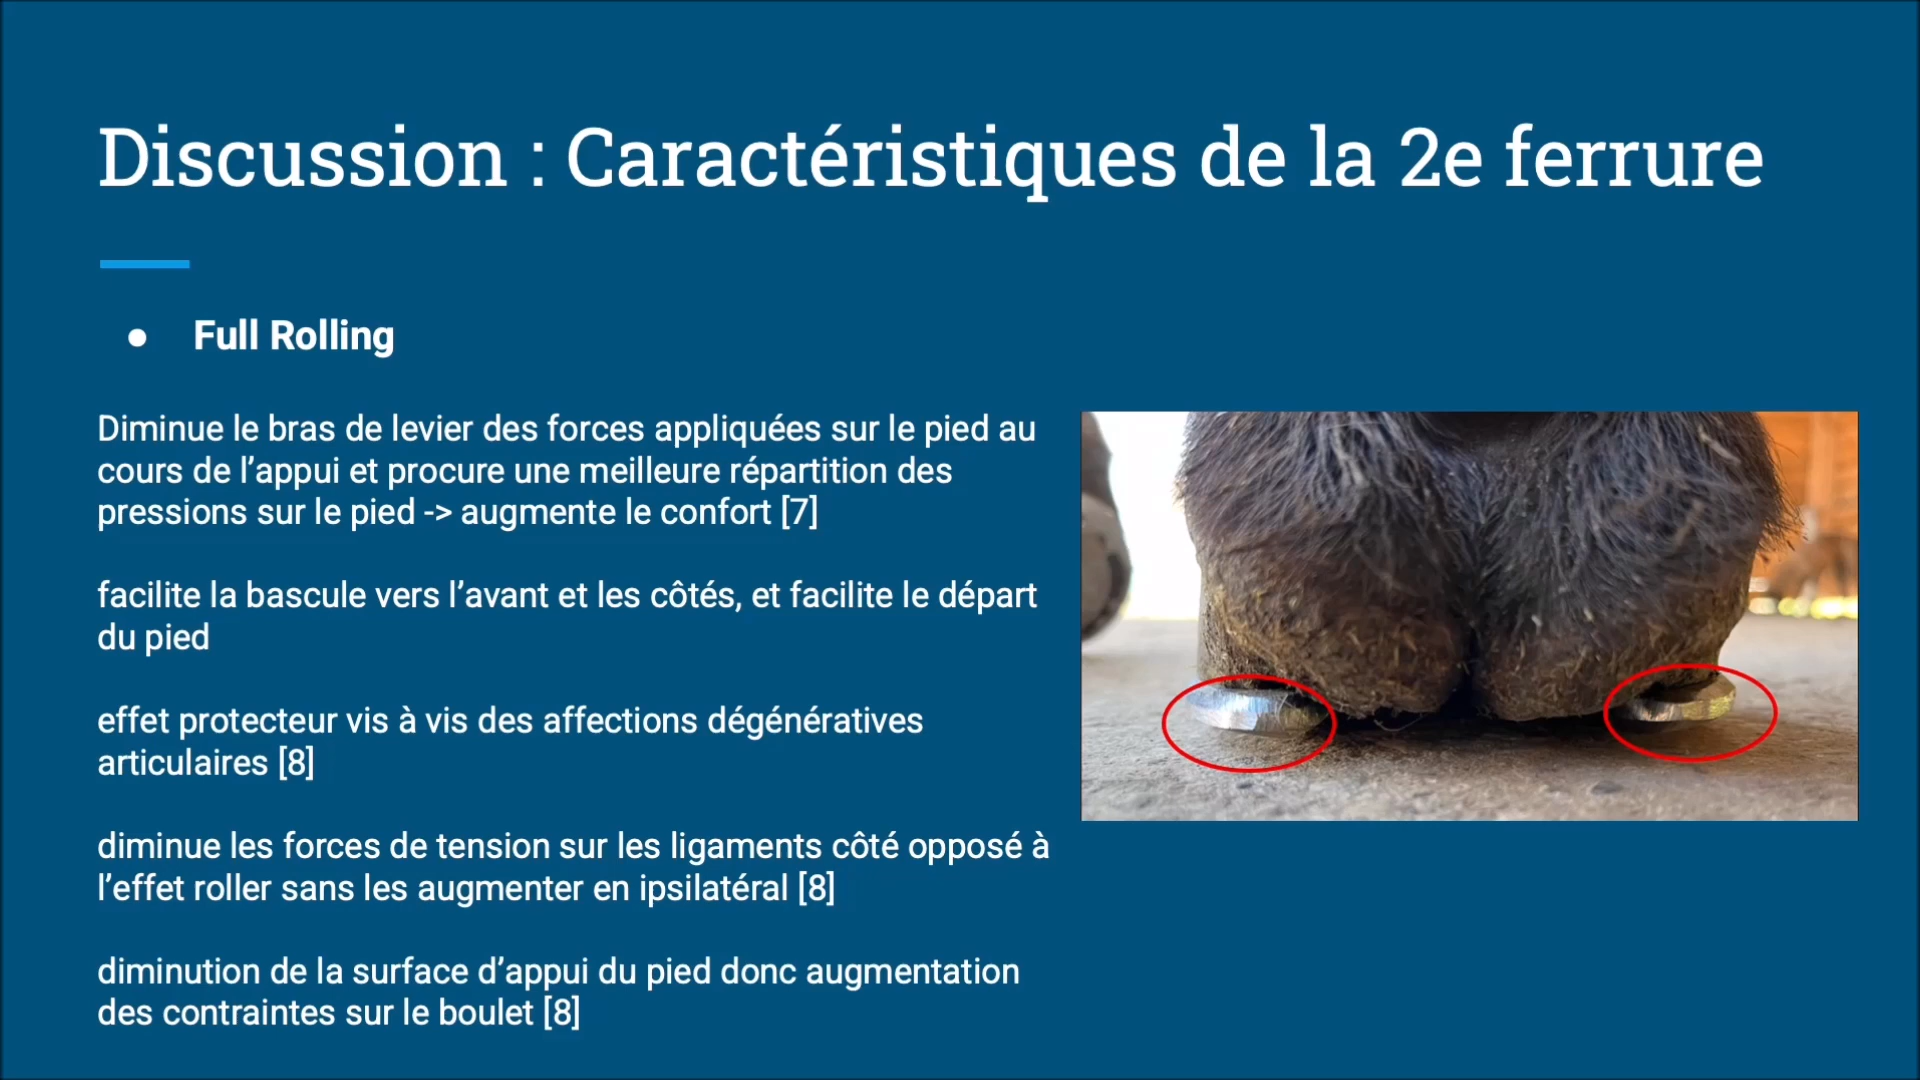 Discussion : Caractéristiques de la 2e ferrure
● Full Rolling
Diminue le bras de levier des forces appliquées sur le pied au
cours de l’appui et procure une meilleure répartition des
pressions sur le pied -> augmente le confort [7]
facilite la bascule vers l’avant et les côtés, et facilite le départ
du pied
effet protecteur vis à vis des affections dégénératives
articulaires [8]
diminue les forces de tension sur les ligaments côté opposé à
l’effet roller sans les augmenter en ipsilatéral [8]
diminution de la surface d’appui du pied donc augmentation
des contraintes sur le boulet [8]